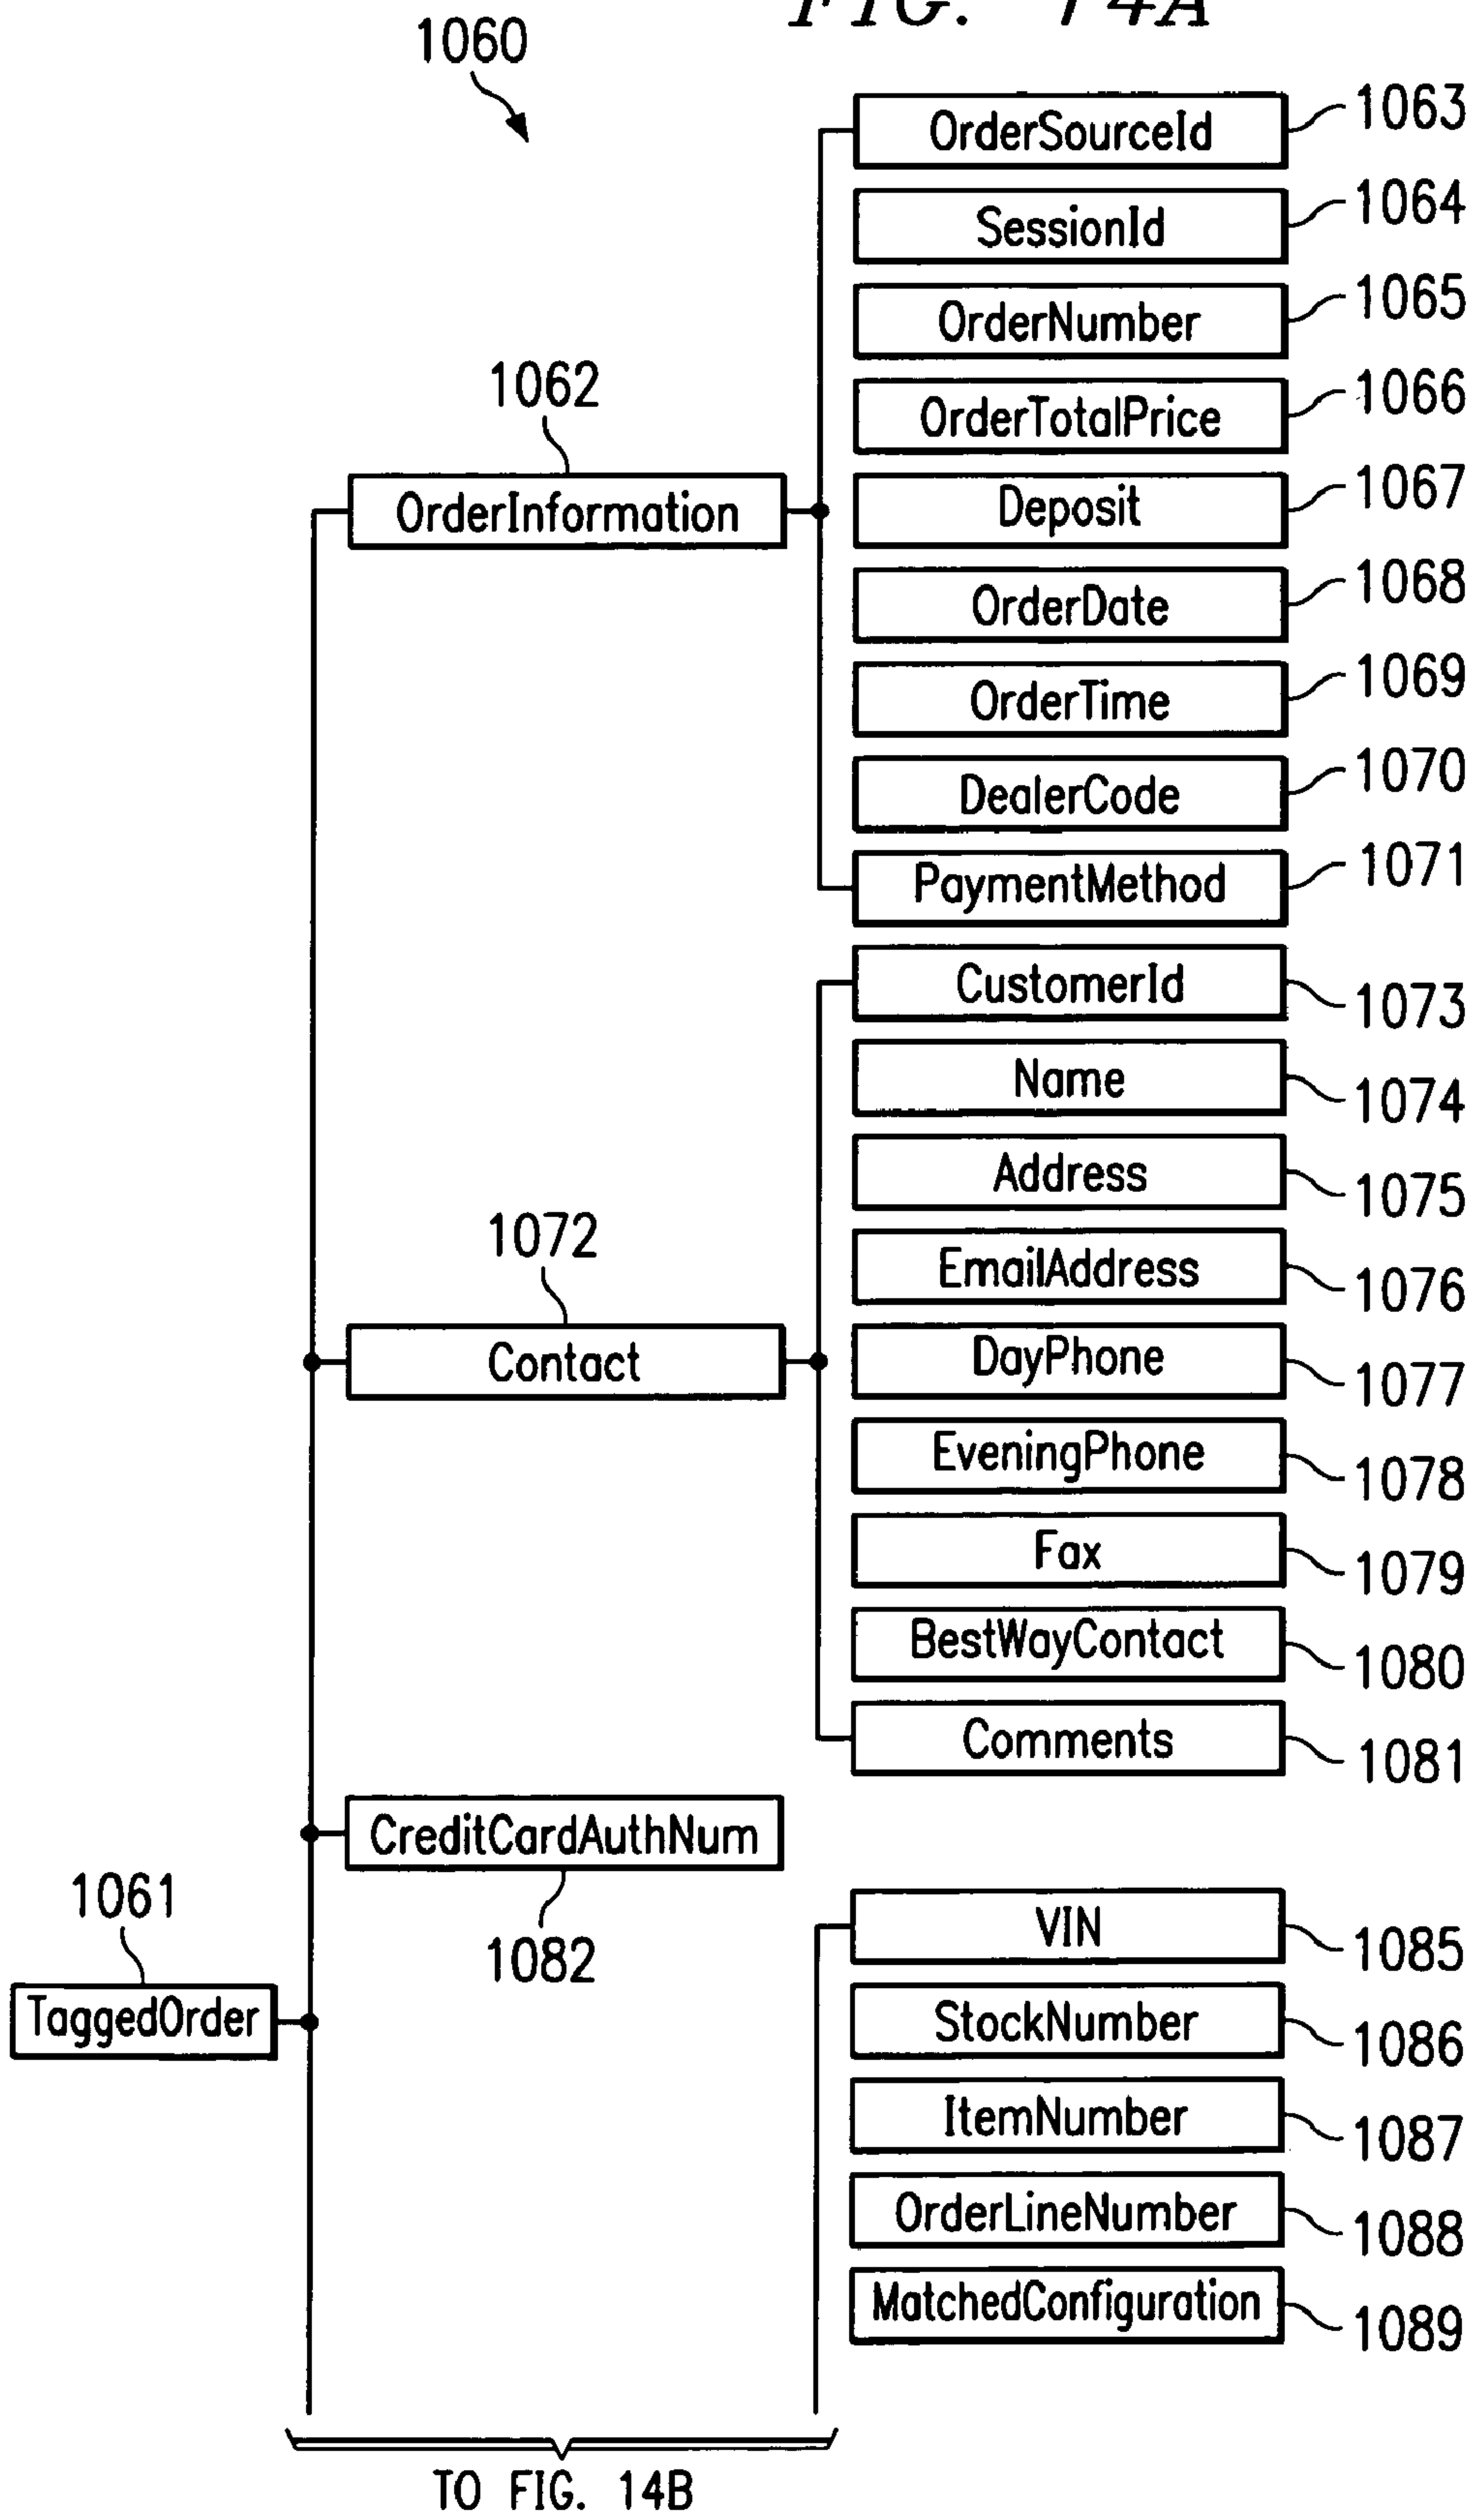 FIG. 14A
1060
OrderSourceId 1063
SessionId 1064
OrderNumber 1065
OrderTotalPrice 1066
1062
OrderInformation
Deposit 1067
OrderDate 1068
OrderTime 1069
DealerCode 1070
PaymentMethod 1071
CustomerId 1073
Name 1074
Address 1075
EmailAddress 1076
1072
Contact
DayPhone 1077
EveningPhone 1078
Fax 1079
BestWayContact 1080
Comments 1081
CreditCardAuthNum
1082
1061
TaggedOrder
VIN 1085
StockNumber 1086
ItemNumber 1087
OrderLineNumber 1088
MatchedConfiguration 1089
TO FIG. 14B